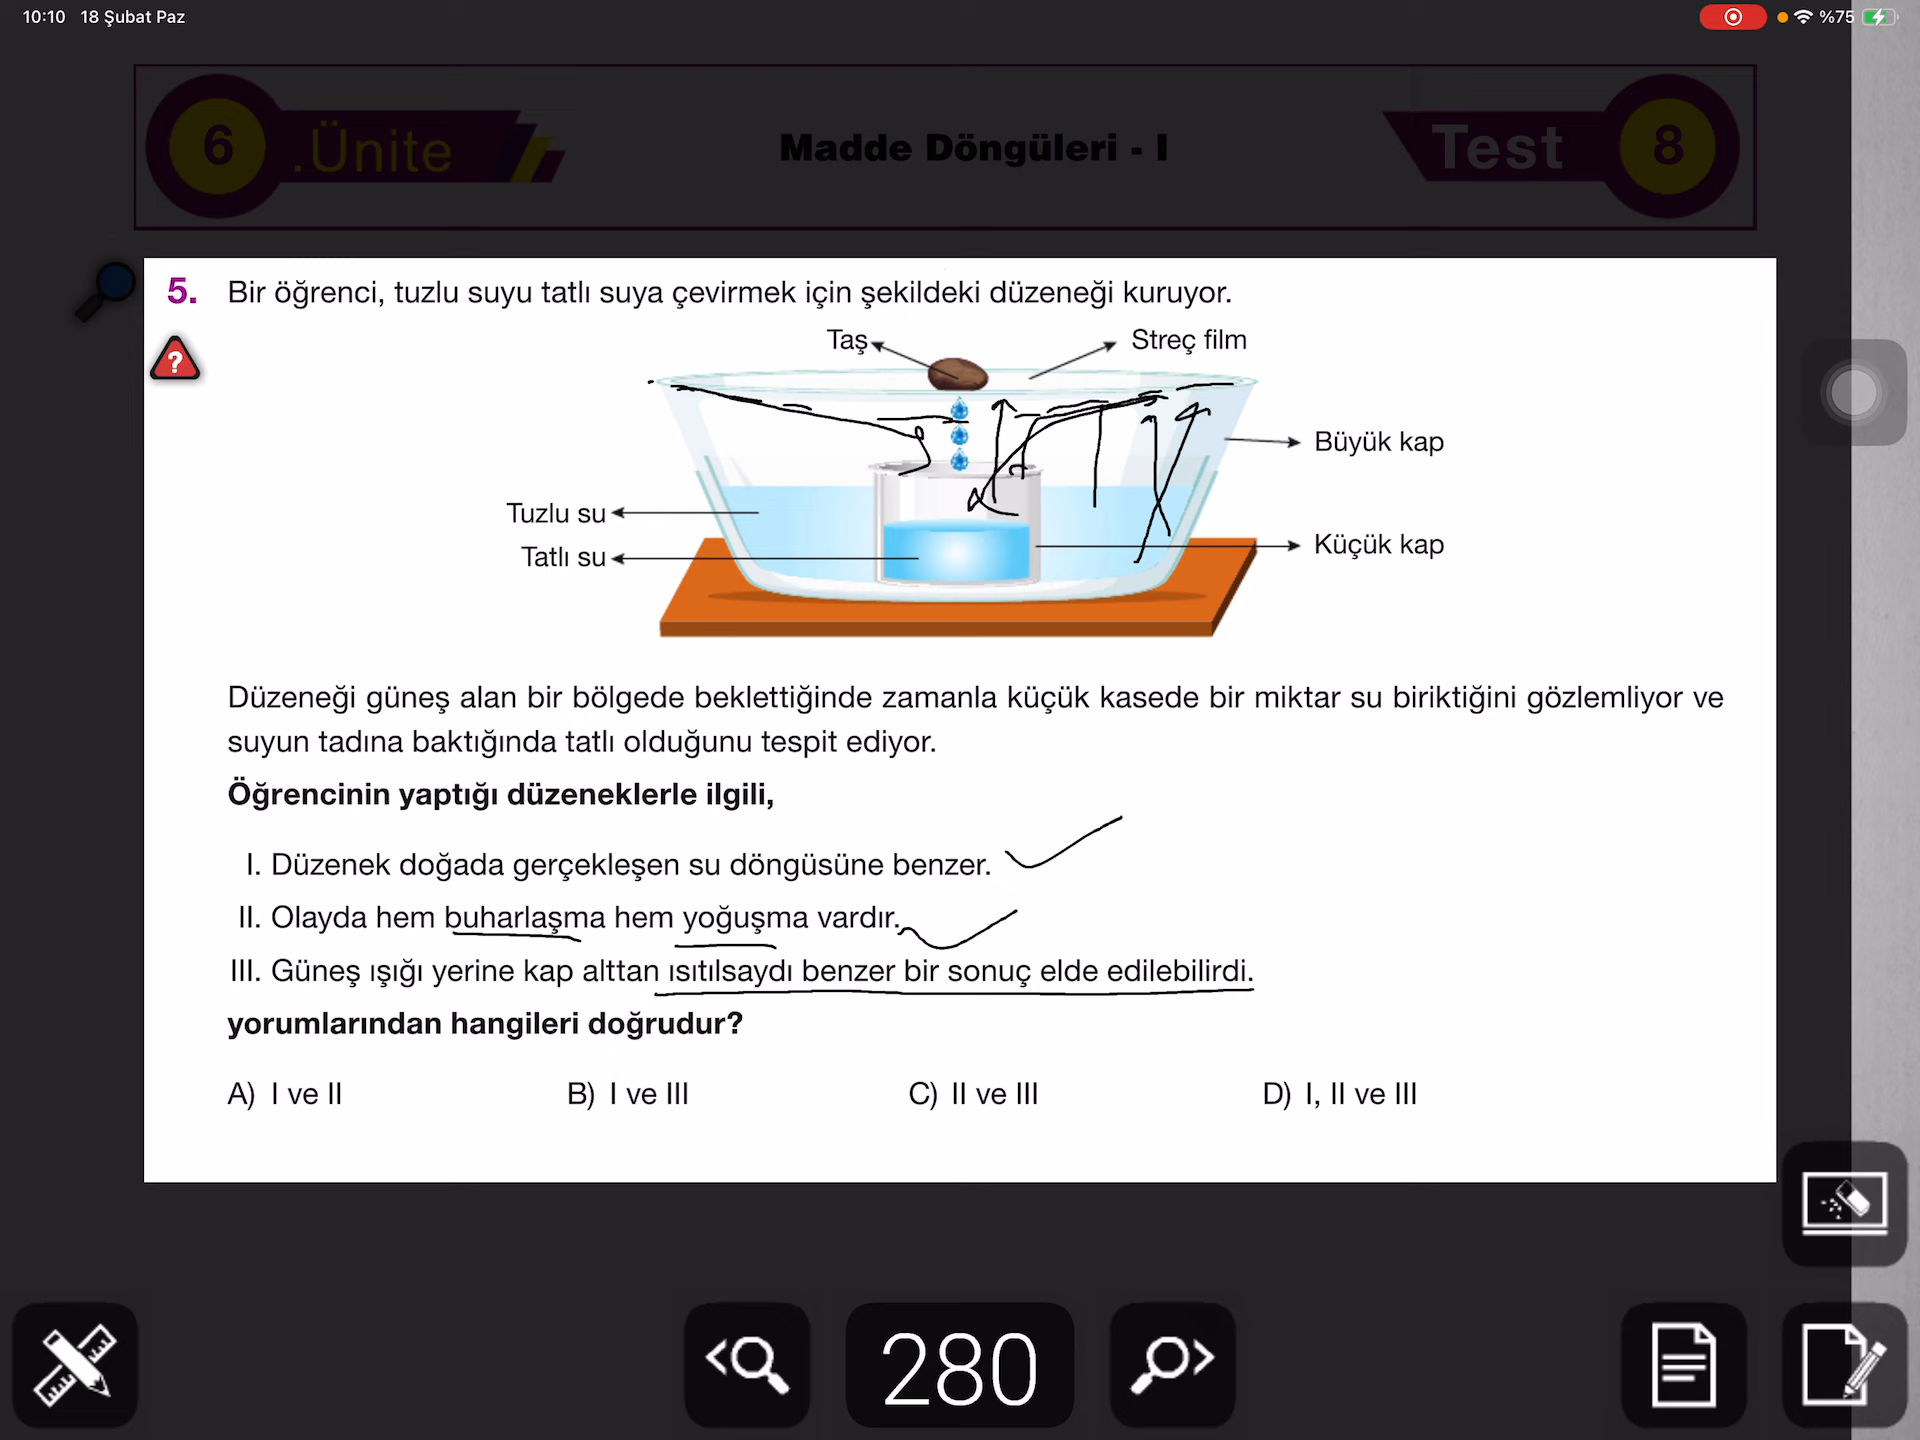 10:10 18 Şubat Paz
%75
6 .Ünite
Madde Döngüleri - I
Test 8
5. Bir öğrenci, tuzlu suyu tatlı suya çevirmek için şekildeki düzeneği kuruyor.
?
Taş
Streç film
Büyük kap
Tuzlu su
Tatlı su
Küçük kap
Düzeneği güneş alan bir bölgede beklettiğinde zamanla küçük kasede bir miktar su biriktiğini gözlemliyor ve
suyun tadına baktığında tatlı olduğunu tespit ediyor.
Öğrencinin yaptığı düzeneklerle ilgili,
I. Düzenek doğada gerçekleşen su döngüsüne benzer.
II. Olayda hem buharlaşma hem yoğuşma vardır.
III. Güneş ışığı yerine kap alttan ısıtılsaydı benzer bir sonuç elde edilebilirdi.
yorumlarından hangileri doğrudur?
A) I ve II B) I ve III C) II ve III D) I, II ve III
280